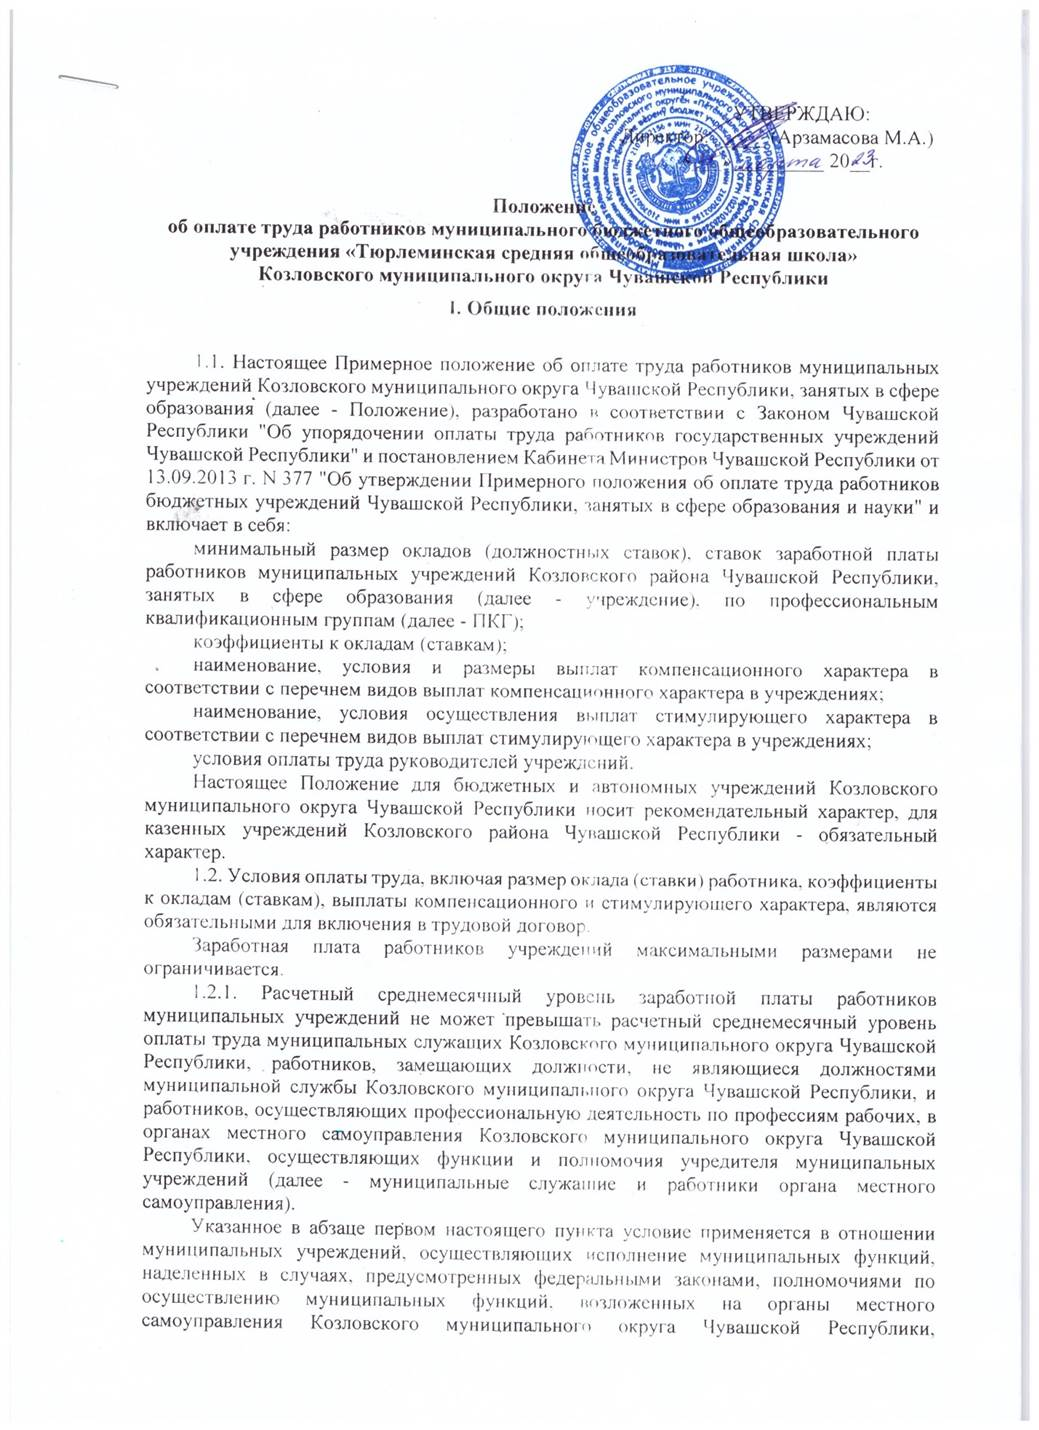 УТВЕРЖДАЮ:
Директор (Арзамасова М.А.)
марта 2023г.
Положение
об оплате труда работников муниципального бюджетного общеобразовательного
учреждения «Тюрлеминская средняя общеобразовательная школа»
Козловского муниципального округа Чувашской Республики
I. Общие положения
1.1. Настоящее Примерное положение об оплате труда работников муниципальных
учреждений Козловского муниципального округа Чувашской Республики, занятых в сфере
образования (далее - Положение), разработано в соответствии с Законом Чувашской
Республики "Об упорядочении оплаты труда работников государственных учреждений
Чувашской Республики" и постановлением Кабинета Министров Чувашской Республики от
13.09.2013 г. N 377 "Об утверждении Примерного положения об оплате труда работников
бюджетных учреждений Чувашской Республики, занятых в сфере образования и науки" и
включает в себя:
минимальный размер окладов (должностных ставок), ставок заработной платы
работников муниципальных учреждений Козловского района Чувашской Республики,
занятых в сфере образования (далее - учреждение), по профессиональным
квалификационным группам (далее - ПКГ);
коэффициенты к окладам (ставкам);
наименование, условия и размеры выплат компенсационного характера в
соответствии с перечнем видов выплат компенсационного характера в учреждениях;
наименование, условия осуществления выплат стимулирующего характера в
соответствии с перечнем видов выплат стимулирующего характера в учреждениях;
условия оплаты труда руководителей учреждений.
Настоящее Положение для бюджетных и автономных учреждений Козловского
муниципального округа Чувашской Республики носит рекомендательный характер, для
казенных учреждений Козловского района Чувашской Республики - обязательный
характер.
1.2. Условия оплаты труда, включая размер оклада (ставки) работника, коэффициенты
к окладам (ставкам), выплаты компенсационного и стимулирующего характера, являются
обязательными для включения в трудовой договор.
Заработная плата работников учреждений максимальными размерами не
ограничивается.
1.2.1. Расчетный среднемесячный уровень заработной платы работников
муниципальных учреждений не может превышать расчетный среднемесячный уровень
оплаты труда муниципальных служащих Козловского муниципального округа Чувашской
Республики, работников, замещающих должности, не являющиеся должностями
муниципальной службы Козловского муниципального округа Чувашской Республики, и
работников, осуществляющих профессиональную деятельность по профессиям рабочих, в
органах местного самоуправления Козловского муниципального округа Чувашской
Республики, осуществляющих функции и полномочия учредителя муниципальных
учреждений (далее - муниципальные служащие и работники органа местного
самоуправления).
Указанное в абзаце первом настоящего пункта условие применяется в отношении
муниципальных учреждений, осуществляющих исполнение муниципальных функций,
наделенных в случаях, предусмотренных федеральными законами, полномочиями по
осуществлению муниципальных функций, возложенных на органы местного
самоуправления Козловского муниципального округа Чувашской Республики,